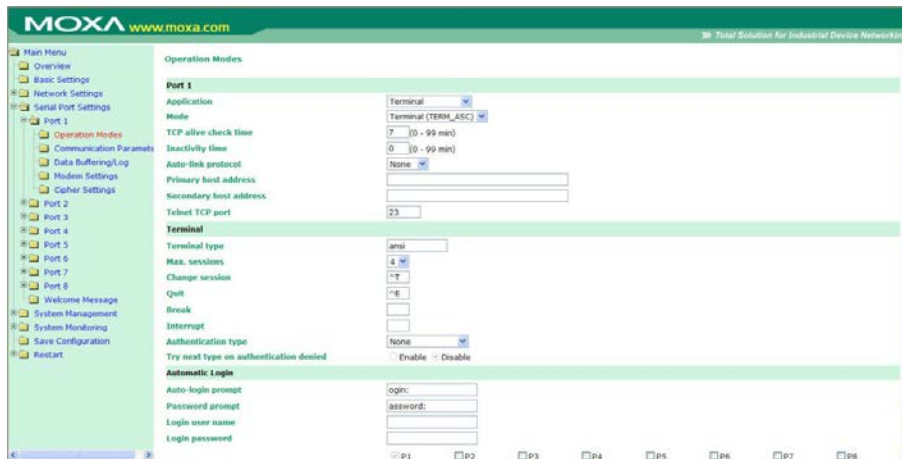 MOXA www.moxa.com
Total Solution for Industrial Device Networkin
Main Menu
Overview
Basic Settings
Network Settings
Serial Port Settings
Port 1
Operation Modes
Communication Paramets
Data Buffering/Log
Modem Settings
Cipher Settings
Port 2
Port 3
Port 4
Port 5
Port 6
Port 7
Port 8
Welcome Message
System Management
System Monitoring
Save Configuration
Restart
Operation Modes
Port 1
Application Terminal
Mode Terminal (TERM_ASC)
TCP alive check time 7 (0 - 99 min)
Inactivity time 0 (0 - 99 min)
Auto-link protocol None
Primary host address
Secondary host address
Telnet TCP port 23
Terminal
Terminal type ansi
Max. sessions 4
Change session ^T
Quit ^E
Break
Interrupt
Authentication type None
Try next type on authentication denied Enable Disable
Automatic Login
Auto-login prompt ogin:
Password prompt assword:
Login user name
Login password
P1 P2 P3 P4 P5 P6 P7 P8